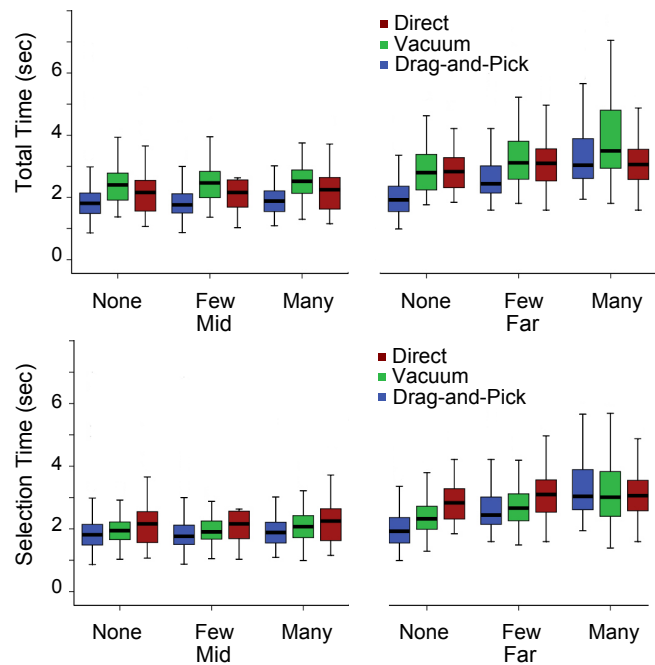 Total Time (sec)
0
2
4
6
Direct
Vacuum
Drag-and-Pick
None
Few
Many
Mid
None
Few
Many
Far
Selection Time (sec)
0
2
4
6
Direct
Vacuum
Drag-and-Pick
None
Few
Many
Mid
None
Few
Many
Far